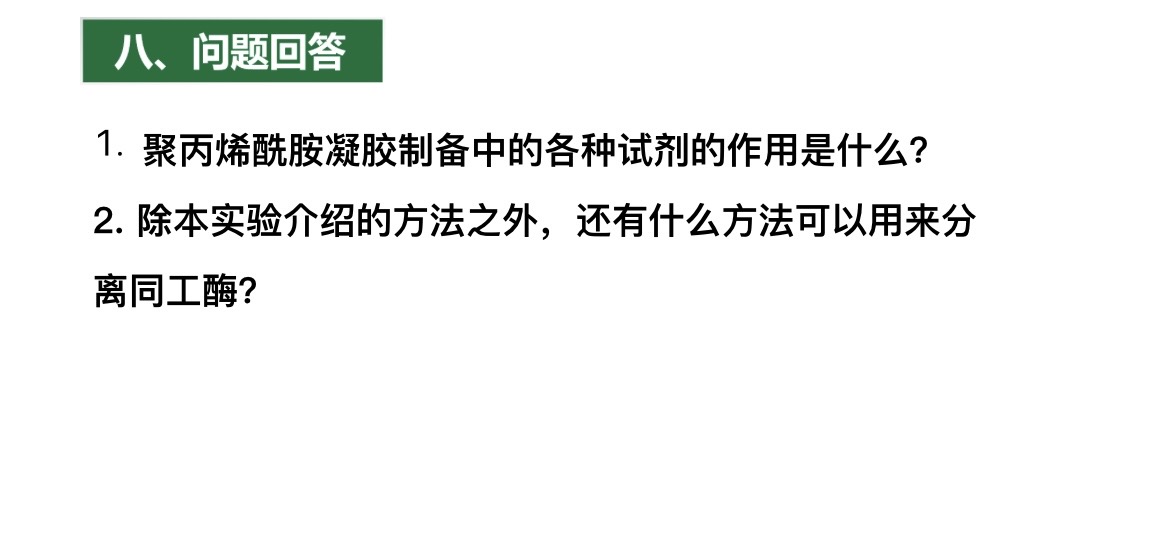 八、问题回答
1. 聚丙烯酰胺凝胶制备中的各种试剂的作用是什么?
2. 除本实验介绍的方法之外，还有什么方法可以用来分
离同工酶?